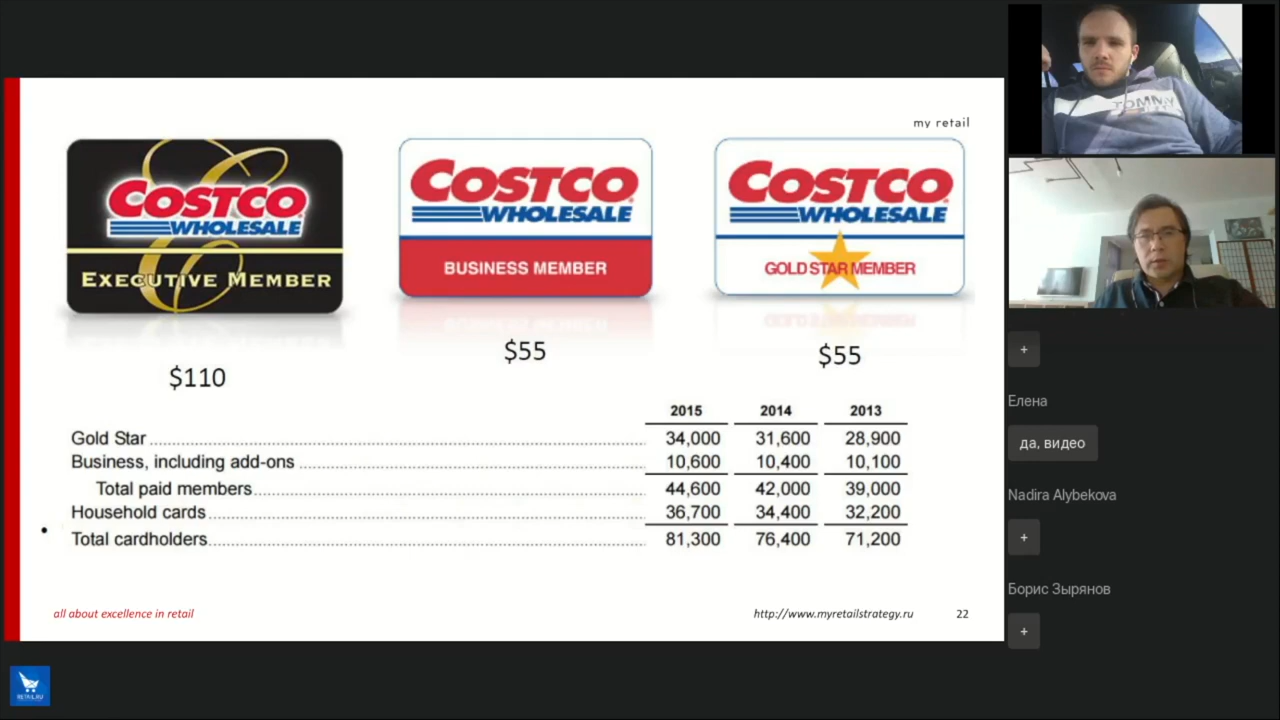 my retail
COSTCO
WHOLESALE
EXECUTIVE MEMBER
COSTCO
WHOLESALE
BUSINESS MEMBER
COSTCO
WHOLESALE
GOLD STAR MEMBER
$110
$55
$55
2015 2014 2013
Gold Star 34,000 31,600 28,900
Business, including add-ons 10,600 10,400 10,100
Total paid members 44,600 42,000 39,000
Household cards 36,700 34,400 32,200
Total cardholders 81,300 76,400 71,200
all about excellence in retail
http://www.myretailstrategy.ru
22
RETAIL.RU
TOMMY
+
Елена
да, видео
Nadira Alybekova
+
Борис Зырянов
+